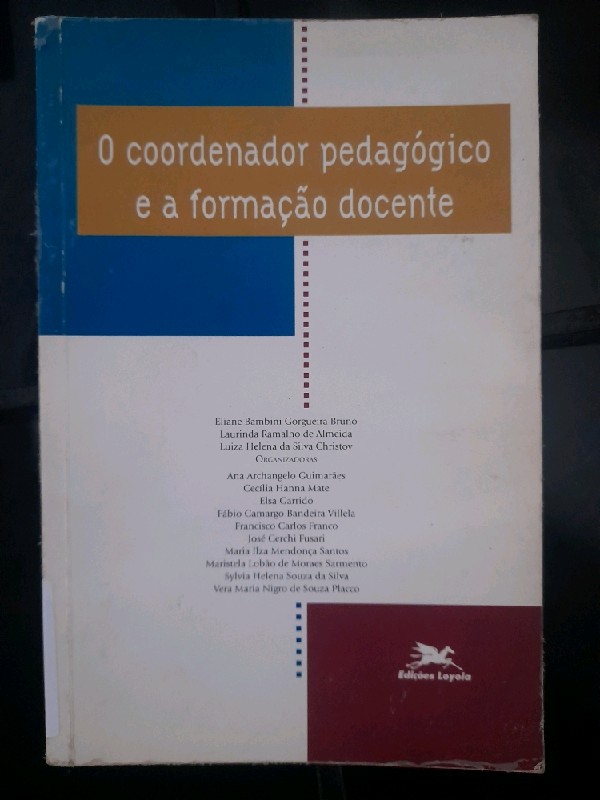 O coordenador pedagógico
e a formação docente
Eliane Bambini Gorgueira Bruno
Laurinda Ramalho de Almeida
Luiza Helena da Silva Christov
ORGANIZADORAS
Ana Archangelo Guimarães
Cecília Hanna Mate
Elsa Garrido
Fábio Camargo Bandeira Villela
Francisco Carlos Franco
José Cerchi Fusari
Maria Ilza Mendonça Santos
Maristela Lobão de Moraes Sarmento
Sylvia Helena Souza da Silva
Vera Maria Nigro de Souza Placco
Edições Loyola